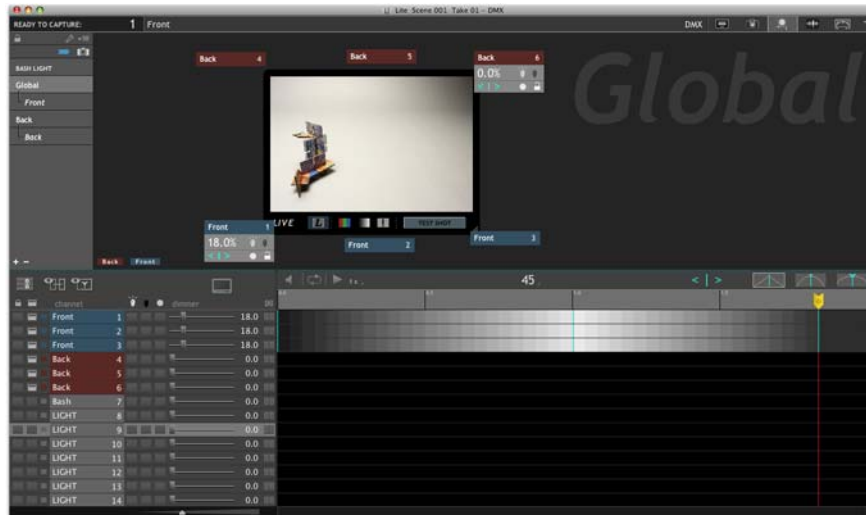 Lite Scene 001 Take 01 – DMX
READY TO CAPTURE: 1 Front DMX
BASH LIGHT
Global
Front
Back
Back
Back 4
Back 5
Back 6
0.0%
< | >
Global
Front 1
18.0%
< | >
LIVE
TEST SHOT
Front 2
Front 3
+ −
Back Front
45
< | >
channel dimmer
Front 1 18.0
Front 2 18.0
Front 3 18.0
Back 4 0.0
Back 5 0.0
Back 6 0.0
Bash 7 0.0
LIGHT 8 0.0
LIGHT 9 0.0
LIGHT 10 0.0
LIGHT 11 0.0
LIGHT 12 0.0
LIGHT 13 0.0
LIGHT 14 0.0